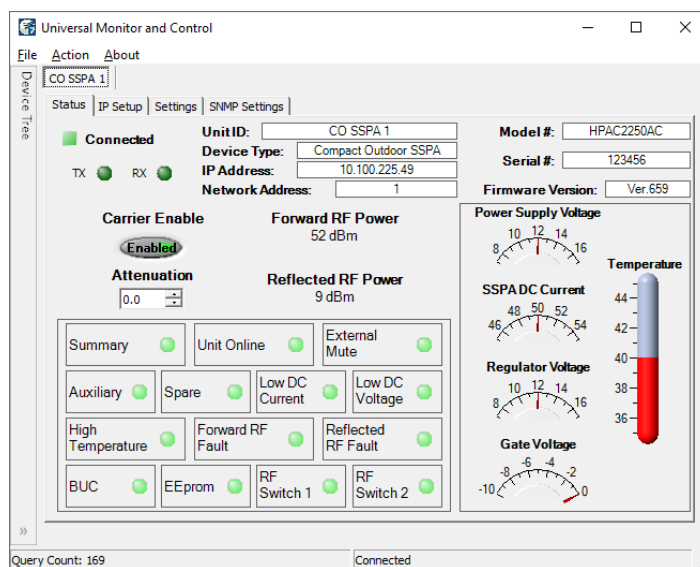 Universal Monitor and Control
File Action About
Device Tree
CO SSPA 1
Status IP Setup Settings SNMP Settings
Connected
TX RX
Unit ID: CO SSPA 1
Device Type: Compact Outdoor SSPA
IP Address: 10.100.225.49
Network Address: 1
Model #: HPAC2250AC
Serial #: 123456
Firmware Version: Ver.659
Carrier Enable
Enabled
Attenuation
0.0
Forward RF Power
52 dBm
Reflected RF Power
9 dBm
Summary Unit Online External Mute
Auxiliary Spare Low DC Current Low DC Voltage
High Temperature Forward RF Fault Reflected RF Fault
BUC EEprom RF Switch 1 RF Switch 2
Power Supply Voltage
8 10 12 14 16
SSPA DC Current
46 48 50 52 54
Regulator Voltage
8 10 12 14 16
Gate Voltage
-10 -8 -6 -4 -2 0
Temperature
44
42
40
38
36
»
Query Count: 169 Connected